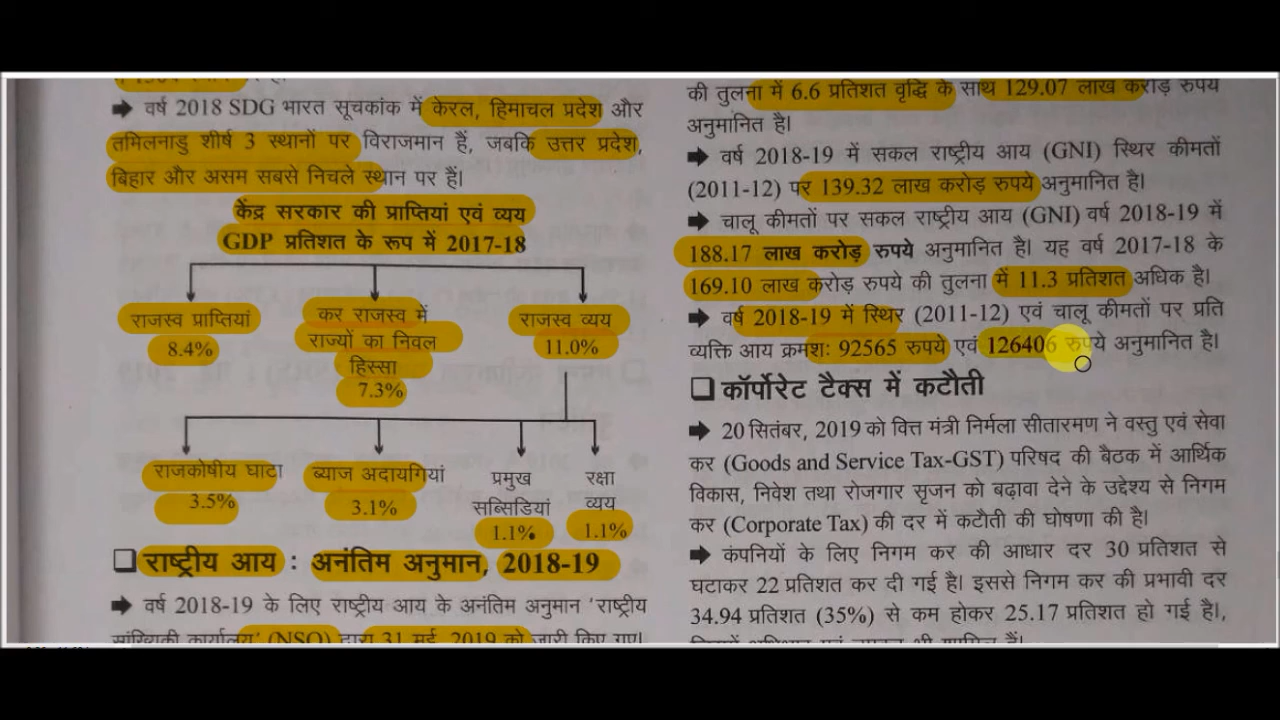 ➡ वर्ष 2018 SDG भारत सूचकांक में केरल, हिमाचल प्रदेश और
तमिलनाडु शीर्ष 3 स्थानों पर विराजमान हैं, जबकि उत्तर प्रदेश,
बिहार और असम सबसे निचले स्थान पर हैं।
केंद्र सरकार की प्राप्तियां एवं व्यय
GDP प्रतिशत के रूप में 2017-18
राजस्व प्राप्तियां
8.4%
कर राजस्व में
राज्यों का निवल
हिस्सा
7.3%
राजस्व व्यय
11.0%
राजकोषीय घाटा
3.5%
ब्याज अदायगियां
3.1%
प्रमुख
सब्सिडियां
1.1%
रक्षा
व्यय
1.1%
❑ राष्ट्रीय आय : अनंतिम अनुमान, 2018-19
➡ वर्ष 2018-19 के लिए राष्ट्रीय आय के अनंतिम अनुमान 'राष्ट्रीय
सांख्यिकी कार्यालय' (NSO) द्वारा 31 मई, 2019 को जारी किए गए।
की तुलना में 6.6 प्रतिशत वृद्धि के साथ 129.07 लाख करोड़ रुपये
अनुमानित है।
➡ वर्ष 2018-19 में सकल राष्ट्रीय आय (GNI) स्थिर कीमतों
(2011-12) पर 139.32 लाख करोड़ रुपये अनुमानित है।
➡ चालू कीमतों पर सकल राष्ट्रीय आय (GNI) वर्ष 2018-19 में
188.17 लाख करोड़ रुपये अनुमानित है। यह वर्ष 2017-18 के
169.10 लाख करोड़ रुपये की तुलना में 11.3 प्रतिशत अधिक है।
➡ वर्ष 2018-19 में स्थिर (2011-12) एवं चालू कीमतों पर प्रति
व्यक्ति आय क्रमशः 92565 रुपये एवं 126406 रुपये अनुमानित है।
❑ कॉर्पोरेट टैक्स में कटौती
➡ 20 सितंबर, 2019 को वित्त मंत्री निर्मला सीतारमण ने वस्तु एवं सेवा
कर (Goods and Service Tax-GST) परिषद की बैठक में आर्थिक
विकास, निवेश तथा रोजगार सृजन को बढ़ावा देने के उद्देश्य से निगम
कर (Corporate Tax) की दर में कटौती की घोषणा की है।
➡ कंपनियों के लिए निगम कर की आधार दर 30 प्रतिशत से
घटाकर 22 प्रतिशत कर दी गई है। इससे निगम कर की प्रभावी दर
34.94 प्रतिशत (35%) से कम होकर 25.17 प्रतिशत हो गई है।,